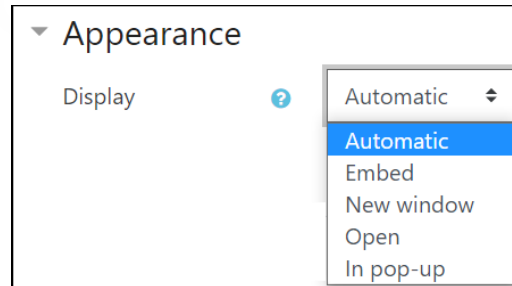 Appearance
Display ? Automatic
Automatic
Embed
New window
Open
In pop-up